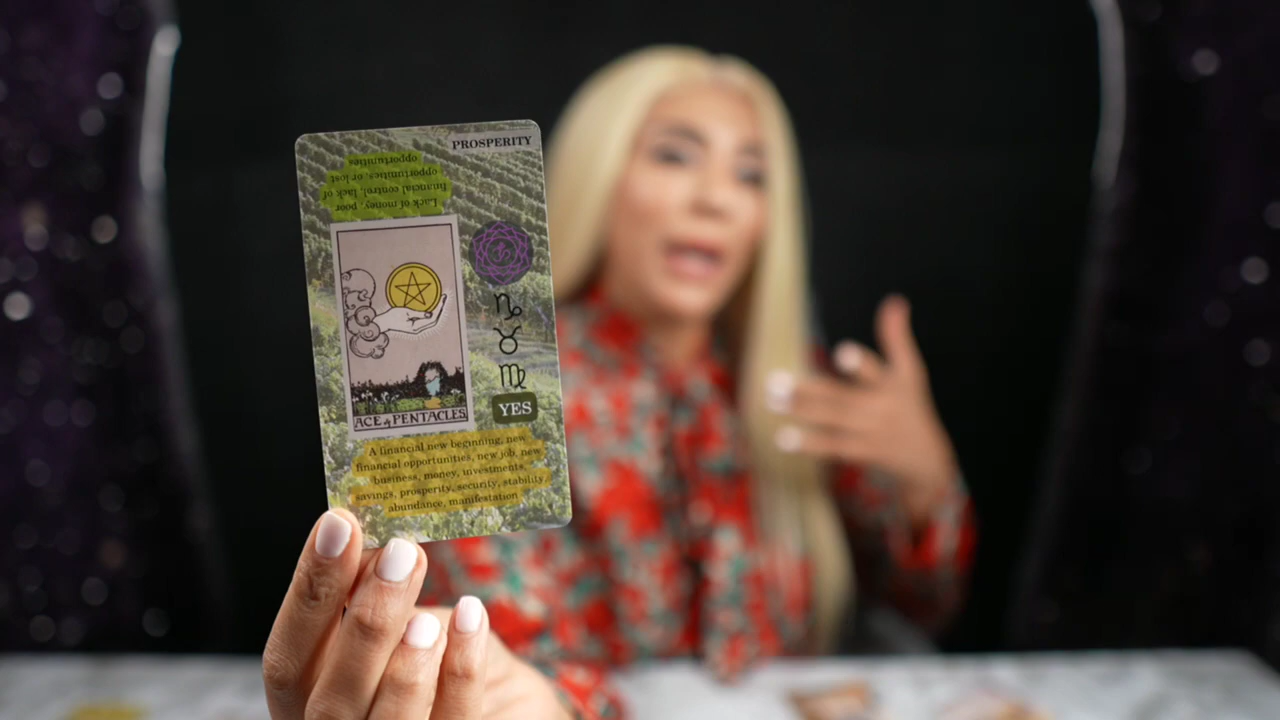 PROSPERITY
Lack of money, poor
financial control, lack of
opportunities, or lost
opportunities
YES
ACE of PENTACLES
A financial new beginning, new
financial opportunities, new job, new
business, money, investments,
savings, prosperity, security, stability
abundance, manifestation